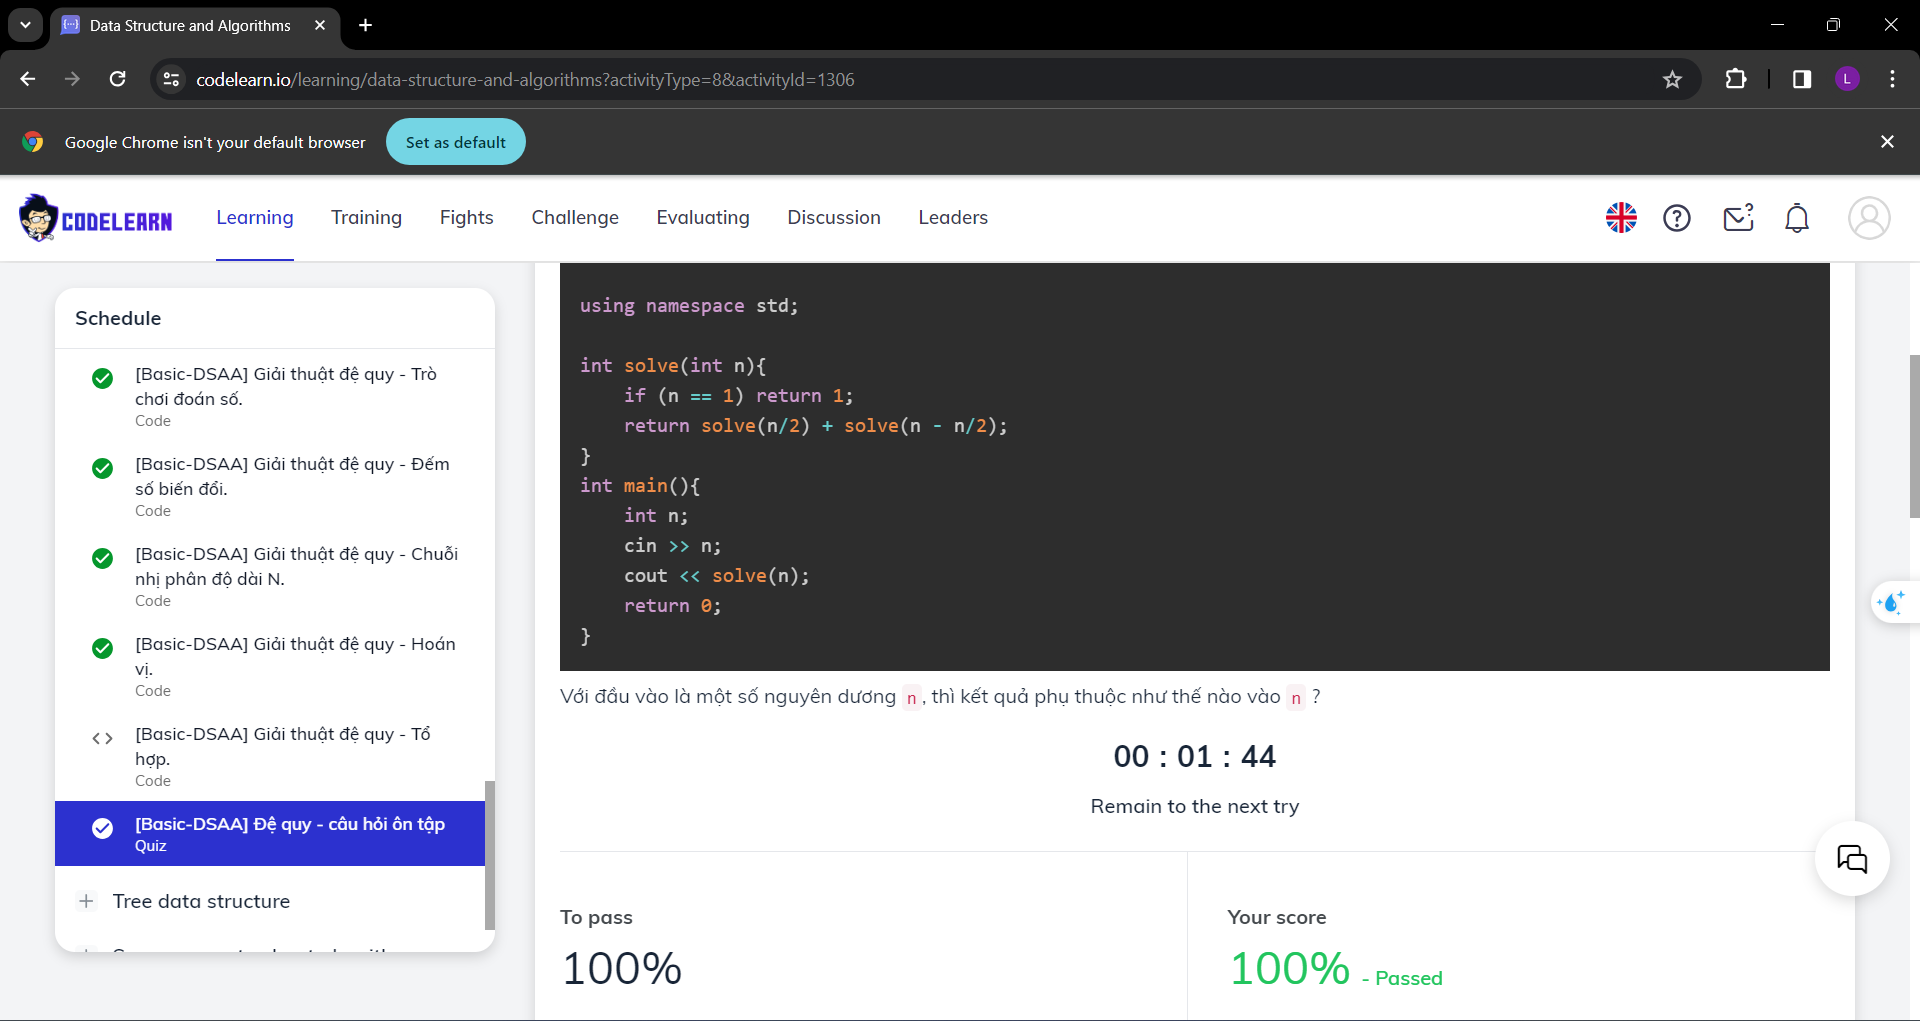 Data Structure and Algorithms
codelearn.io/learning/data-structure-and-algorithms?activityType=8&activityId=1306
L
Google Chrome isn't your default browser
Set as default
CODELEARN
Learning
Training
Fights
Challenge
Evaluating
Discussion
Leaders
Schedule
[Basic-DSAA] Giải thuật đệ quy - Trò
chơi đoán số.
Code
[Basic-DSAA] Giải thuật đệ quy - Đếm
số biến đổi.
Code
[Basic-DSAA] Giải thuật đệ quy - Chuỗi
nhị phân độ dài N.
Code
[Basic-DSAA] Giải thuật đệ quy - Hoán
vị.
Code
[Basic-DSAA] Giải thuật đệ quy - Tổ
hợp.
Code
[Basic-DSAA] Đệ quy - câu hỏi ôn tập
Quiz
Tree data structure
using namespace std;
int solve(int n){
if (n == 1) return 1;
return solve(n/2) + solve(n - n/2);
}
int main(){
int n;
cin >> n;
cout << solve(n);
return 0;
}
Với đầu vào là một số nguyên dương n, thì kết quả phụ thuộc như thế nào vào n ?
00 : 01 : 44
Remain to the next try
To pass
100%
Your score
100% - Passed